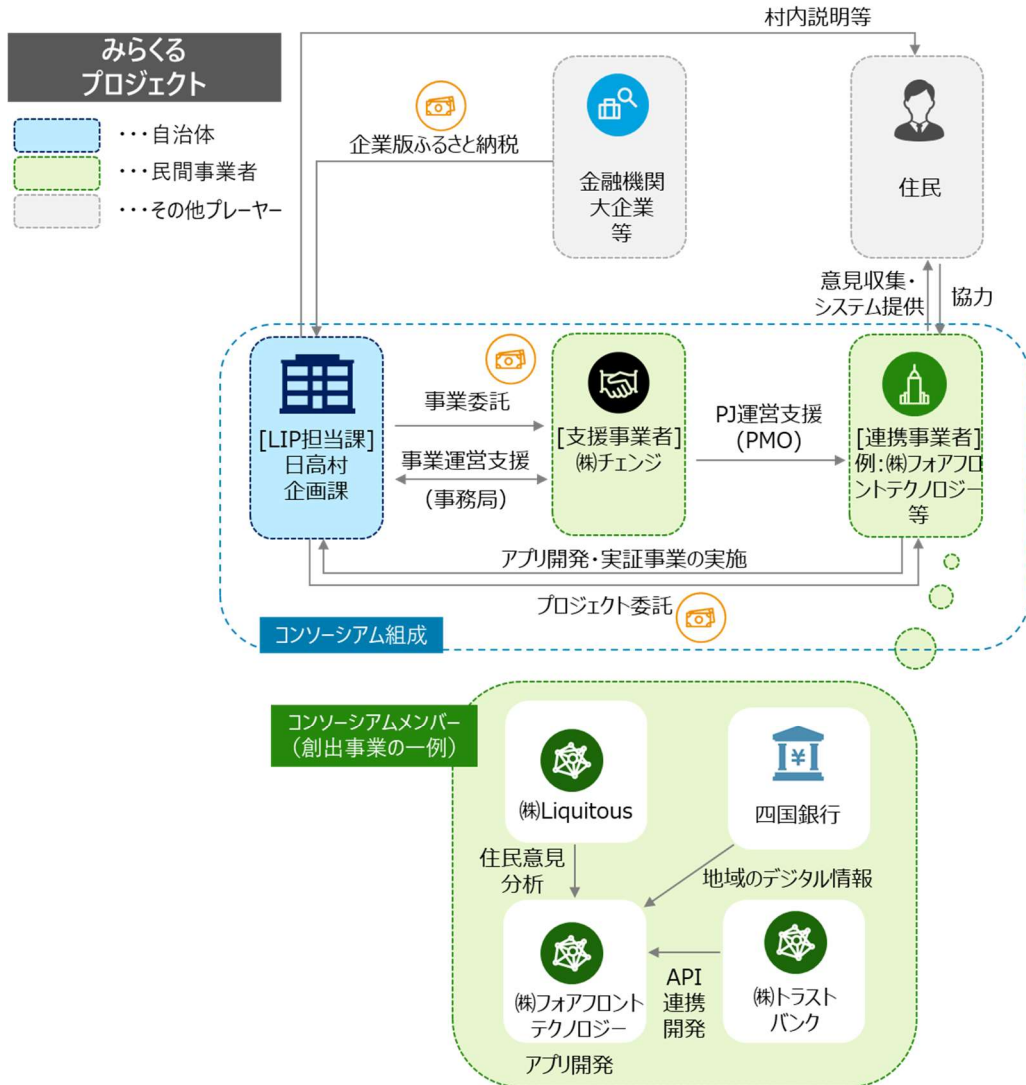 みらくる
プロジェクト
・・・自治体
・・・民間事業者
・・・その他プレーヤー
村内説明等
企業版ふるさと納税
金融機関
大企業
等
住民
意見収集・
システム提供
協力
[LIP担当課]
日高村
企画課
事業委託
事業運営支援
(事務局)
[支援事業者]
㈱チェンジ
PJ運営支援
(PMO)
[連携事業者]
例:㈱フォアフロ
ントテクノロジー
等
アプリ開発・実証事業の実施
プロジェクト委託
コンソーシアム組成
コンソーシアムメンバー
(創出事業の一例)
㈱Liquitous
四国銀行
¥
住民意見
分析
地域のデジタル情報
㈱フォアフロント
テクノロジー
アプリ開発
API
連携
開発
㈱トラスト
バンク